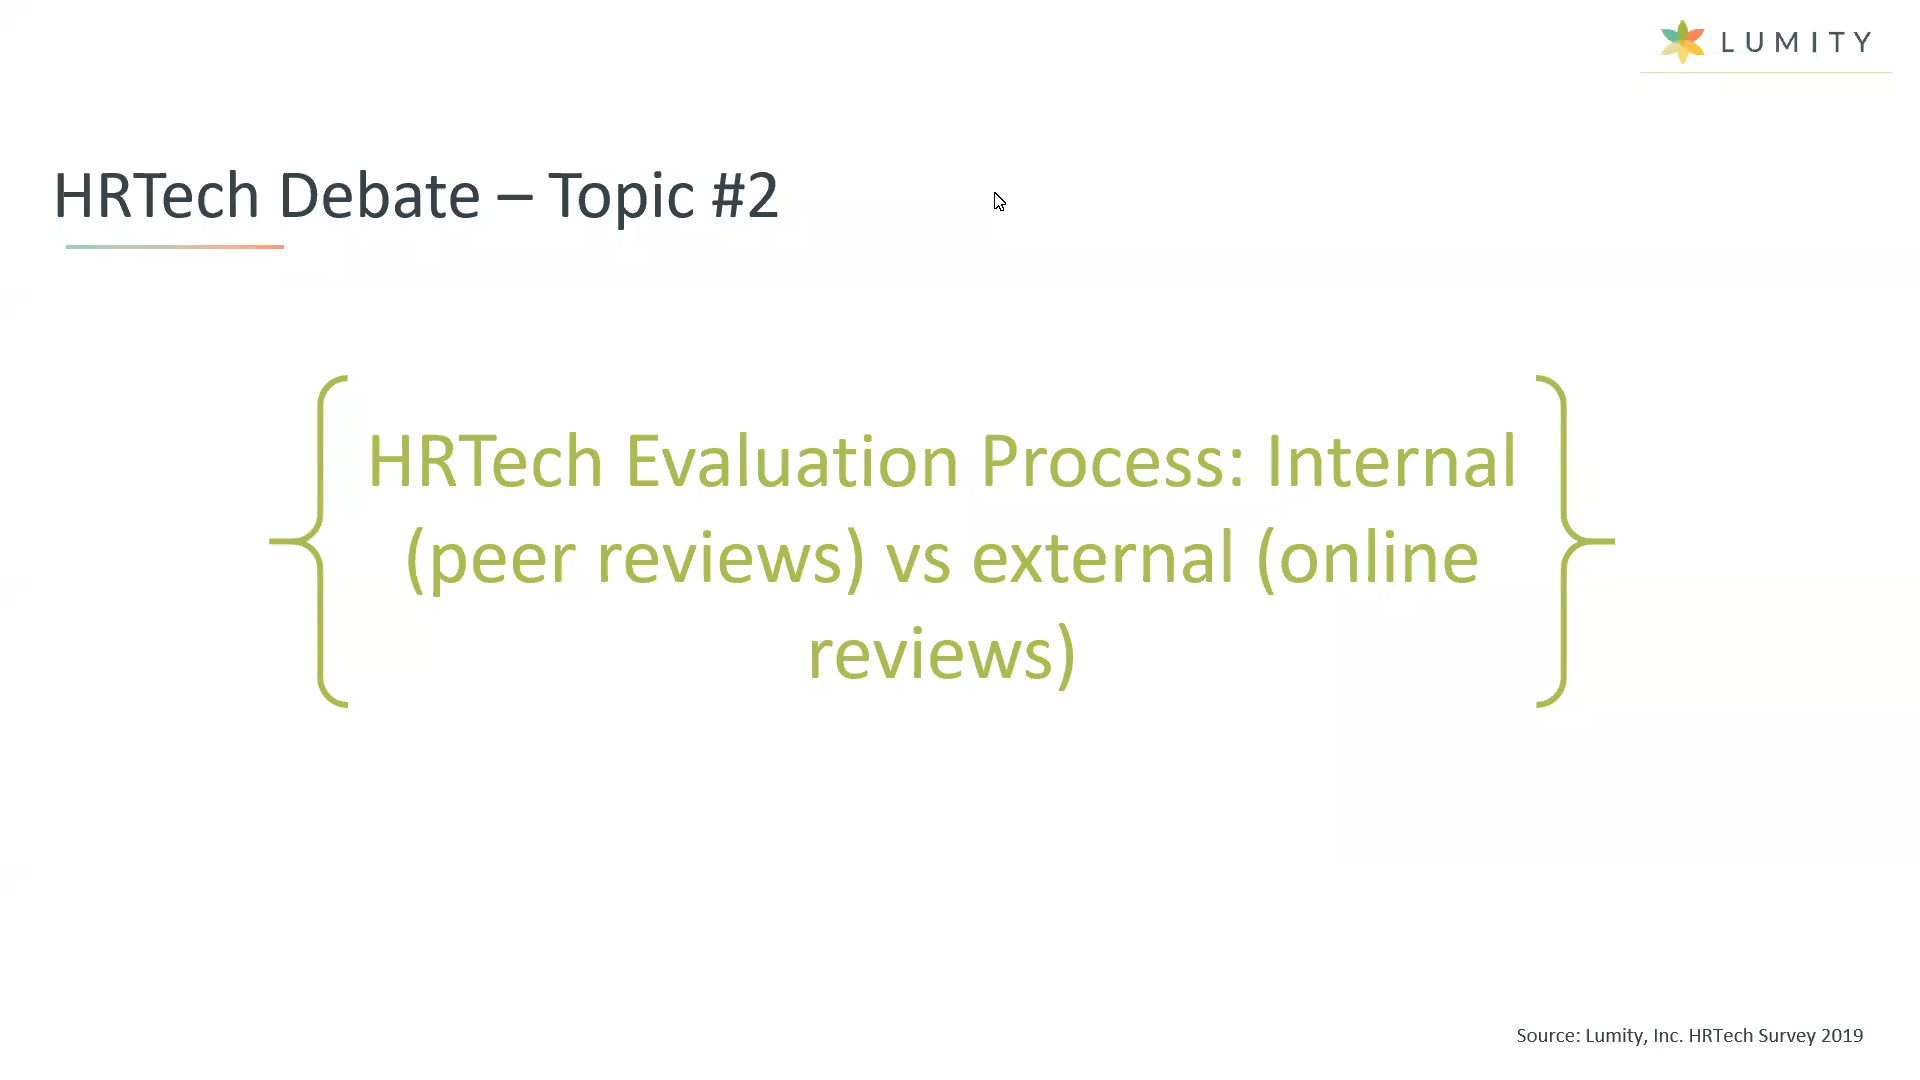 LUMITY
HRTech Debate – Topic #2
HRTech Evaluation Process: Internal
(peer reviews) vs external (online
reviews)
Source: Lumity, Inc. HRTech Survey 2019